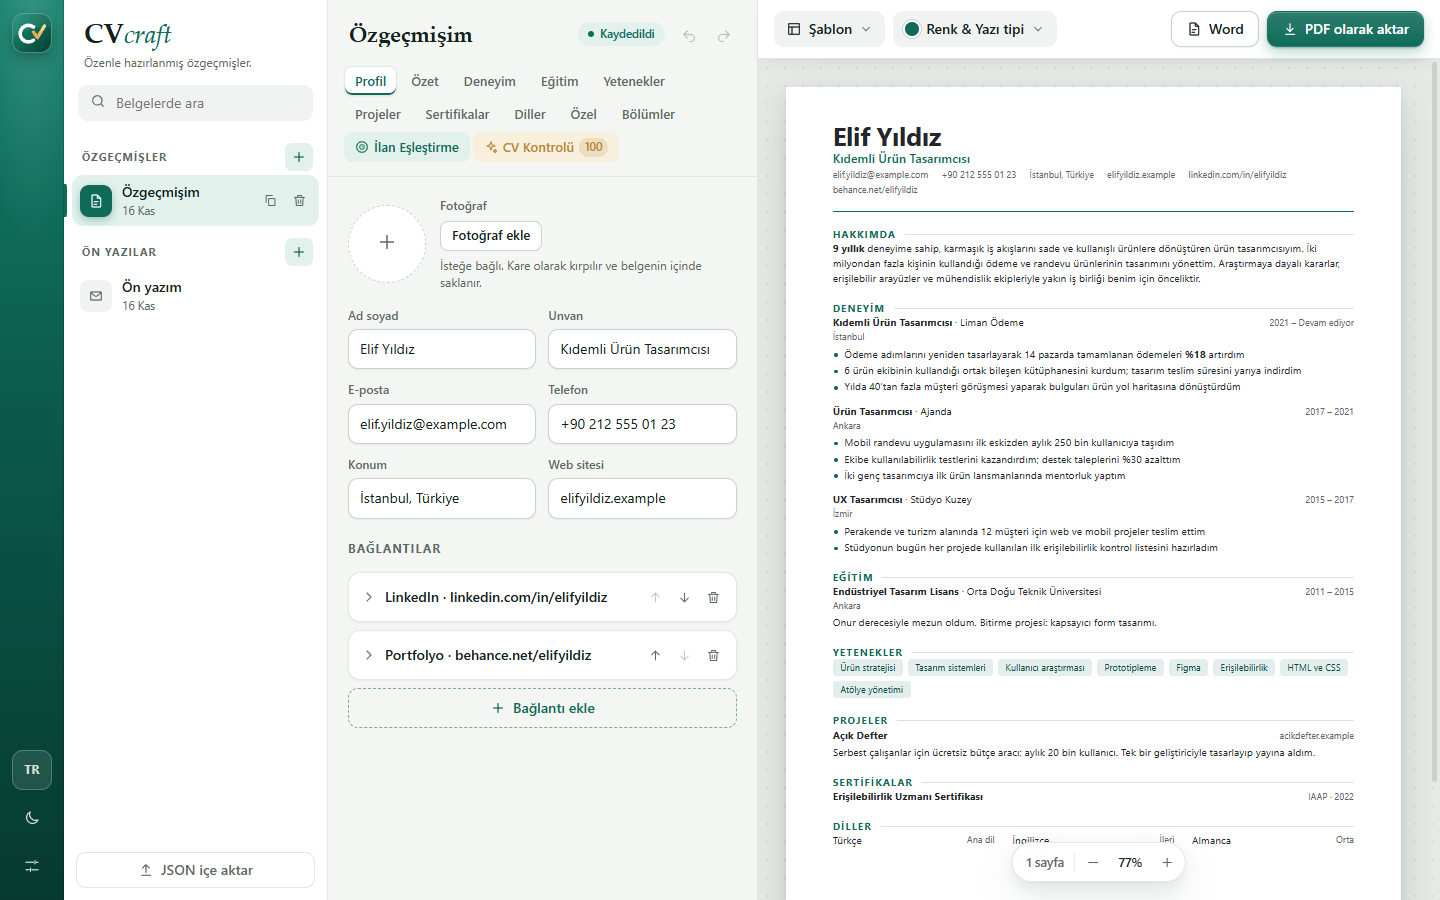 CVcraft
Özenle hazırlanmış özgeçmişler.
Belgelerde ara
ÖZGEÇMİŞLER
Özgeçmişim
16 Kas
ÖN YAZILAR
Ön yazım
16 Kas
TR
JSON içe aktar
Özgeçmişim
Kaydedildi
Profil Özet Deneyim Eğitim Yetenekler
Projeler Sertifikalar Diller Özel Bölümler
İlan Eşleştirme CV Kontrolü 100
Fotoğraf
Fotoğraf ekle
İsteğe bağlı. Kare olarak kırpılır ve belgenin içinde
saklanır.
Ad soyad Unvan
Elif Yıldız Kıdemli Ürün Tasarımcısı
E-posta Telefon
elif.yildiz@example.com +90 212 555 01 23
Konum Web sitesi
İstanbul, Türkiye elifyildiz.example
BAĞLANTILAR
LinkedIn · linkedin.com/in/elifyildiz
Portfolyo · behance.net/elifyildiz
Bağlantı ekle
Şablon Renk & Yazı tipi Word PDF olarak aktar
Elif Yıldız
Kıdemli Ürün Tasarımcısı
elif.yildiz@example.com +90 212 555 01 23 İstanbul, Türkiye elifyildiz.example linkedin.com/in/elifyildiz
behance.net/elifyildiz
HAKKIMDA
9 yıllık deneyime sahip, karmaşık iş akışlarını sade ve kullanışlı ürünlere dönüştüren ürün tasarımcısıyım. İki
milyondan fazla kişinin kullandığı ödeme ve randevu ürünlerinin tasarımını yönettim. Araştırmaya dayalı kararlar,
erişilebilir arayüzler ve mühendislik ekipleriyle yakın iş birliği benim için önceliktir.
DENEYİM
Kıdemli Ürün Tasarımcısı · Liman Ödeme 2021 – Devam ediyor
İstanbul
• Ödeme adımlarını yeniden tasarlayarak 14 pazarda tamamlanan ödemeleri %18 artırdım
• 6 ürün ekibinin kullandığı ortak bileşen kütüphanesini kurdum; tasarım teslim süresini yarıya indirdim
• Yılda 40'tan fazla müşteri görüşmesi yaparak bulguları ürün yol haritasına dönüştürdüm
Ürün Tasarımcısı · Ajanda 2017 – 2021
Ankara
• Mobil randevu uygulamasını ilk eskizden aylık 250 bin kullanıcıya taşıdım
• Ekibe kullanılabilirlik testlerini kazandırdım; destek taleplerini %30 azalttım
• İki genç tasarımcıya ilk ürün lansmanlarında mentorluk yaptım
UX Tasarımcısı · Stüdyo Kuzey 2015 – 2017
İzmir
• Perakende ve turizm alanında 12 müşteri için web ve mobil projeler teslim ettim
• Stüdyonun bugün her projede kullanılan ilk erişilebilirlik kontrol listesini hazırladım
EĞİTİM
Endüstriyel Tasarım Lisans · Orta Doğu Teknik Üniversitesi 2011 – 2015
Ankara
Onur derecesiyle mezun oldum. Bitirme projesi: kapsayıcı form tasarımı.
YETENEKLER
Ürün stratejisi Tasarım sistemleri Kullanıcı araştırması Prototipleme Figma Erişilebilirlik HTML ve CSS
Atölye yönetimi
PROJELER
Açık Defter acikdefter.example
Serbest çalışanlar için ücretsiz bütçe aracı; aylık 20 bin kullanıcı. Tek bir geliştiriciyle tasarlayıp yayına aldım.
SERTİFİKALAR
Erişilebilirlik Uzmanı Sertifikası IAAP · 2022
DİLLER
Türkçe Ana dil İngilizce İleri Almanca Orta
1 sayfa 77%